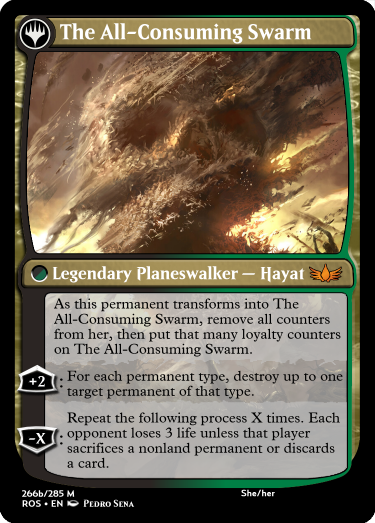 The All-Consuming Swarm
Legendary Planeswalker — Hayat
As this permanent transforms into The
All-Consuming Swarm, remove all counters
from her, then put that many loyalty counters
on The All-Consuming Swarm.
+2: For each permanent type, destroy up to one
target permanent of that type.
Repeat the following process X times. Each
-X: opponent loses 3 life unless that player
sacrifices a nonland permanent or discards
a card.
266b/285 M She/her
ROS • EN Pedro Sena